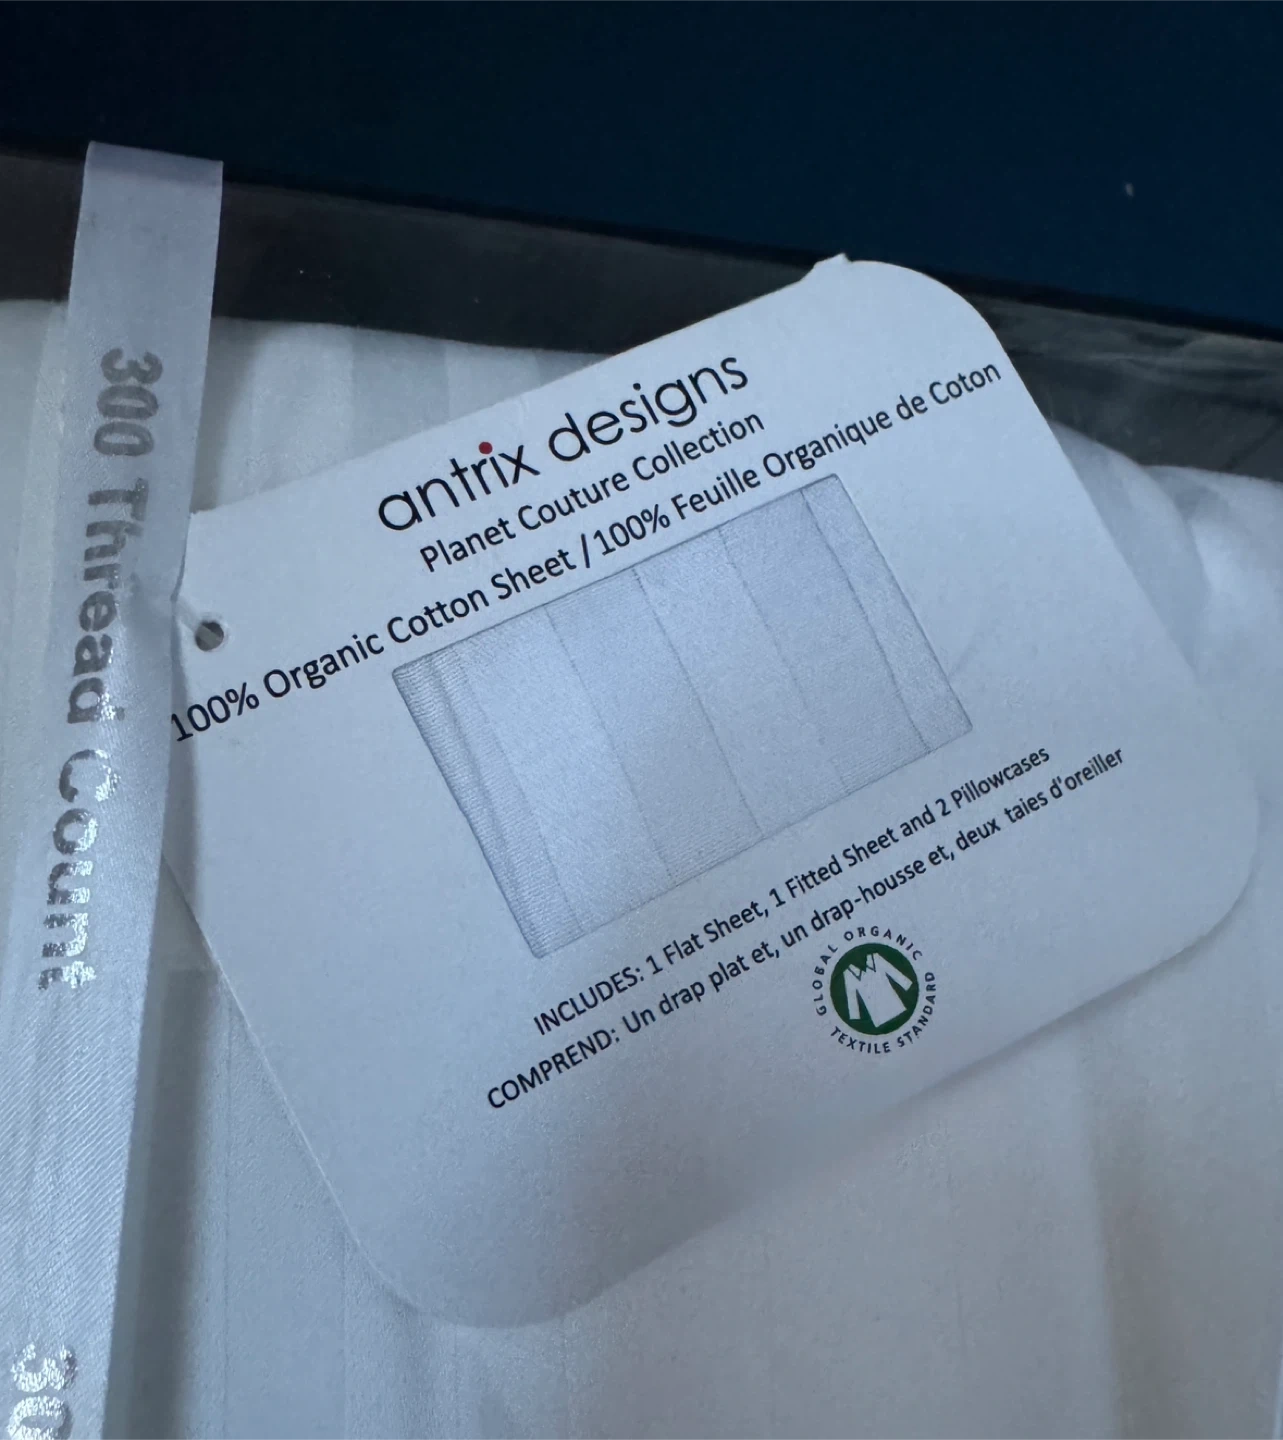 300 Thread Count
30
antrix designs
Planet Couture Collection
100% Organic Cotton Sheet / 100% Feuille Organique de Coton
INCLUDES: 1 Flat Sheet, 1 Fitted Sheet and 2 Pillowcases
COMPREND: Un drap plat et, un drap-housse et, deux taies d'oreiller
GLOBAL ORGANIC
TEXTILE STANDARD